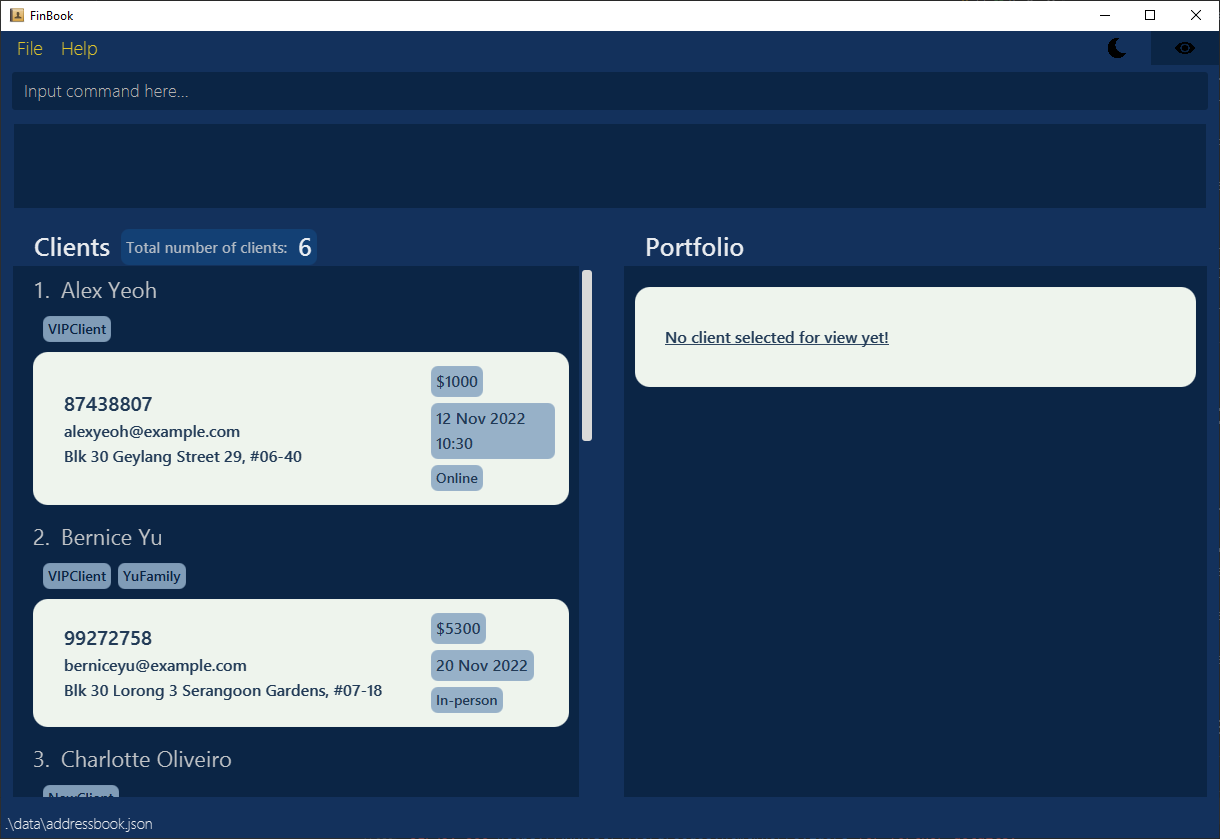 FinBook
File Help
Input command here...
Clients Total number of clients: 6
Portfolio
1. Alex Yeoh
VIPClient
87438807
alexyeoh@example.com
Blk 30 Geylang Street 29, #06-40
$1000
12 Nov 2022
10:30
Online
2. Bernice Yu
VIPClient YuFamily
99272758
berniceyu@example.com
Blk 30 Lorong 3 Serangoon Gardens, #07-18
$5300
20 Nov 2022
In-person
3. Charlotte Oliveiro
NewClient
No client selected for view yet!
.\data\addressbook.json